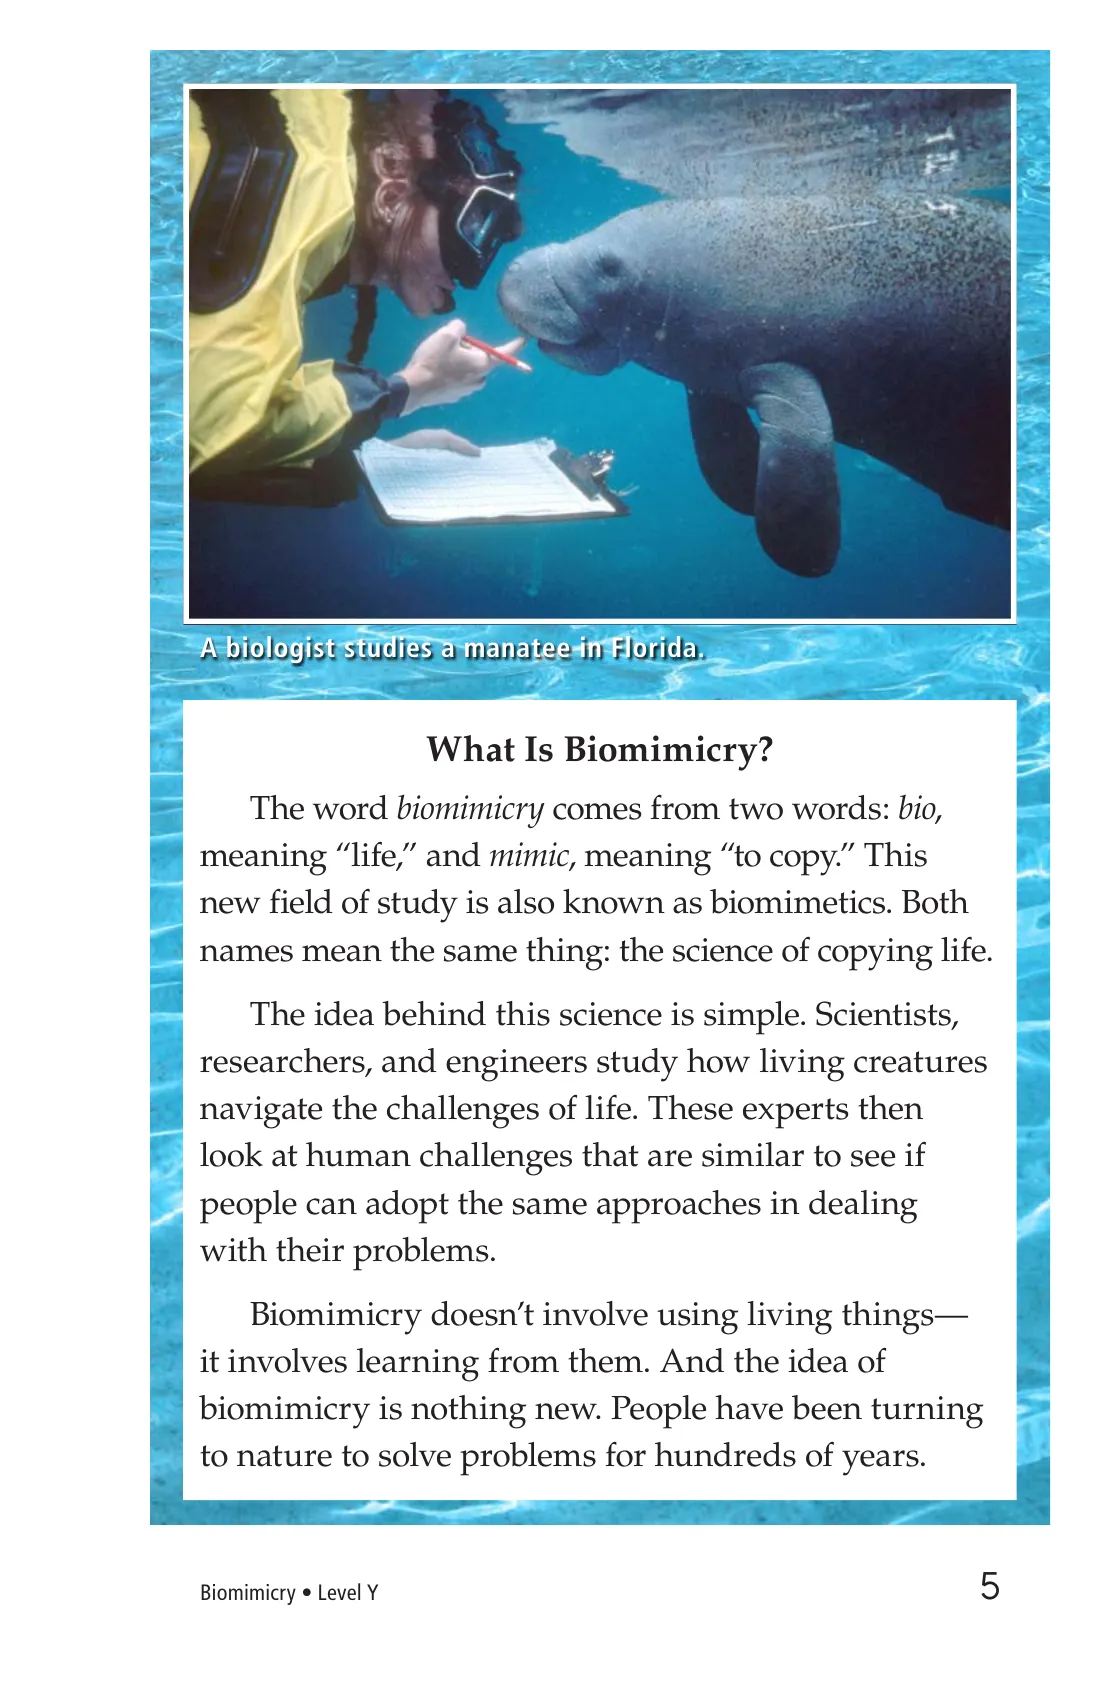 A biologist studies a manatee in Florida.
What Is Biomimicry?
The word biomimicry comes from two words: bio,
meaning “life,” and mimic, meaning “to copy.” This
new field of study is also known as biomimetics. Both
names mean the same thing: the science of copying life.
The idea behind this science is simple. Scientists,
researchers, and engineers study how living creatures
navigate the challenges of life. These experts then
look at human challenges that are similar to see if
people can adopt the same approaches in dealing
with their problems.
Biomimicry doesn’t involve using living things—
it involves learning from them. And the idea of
biomimicry is nothing new. People have been turning
to nature to solve problems for hundreds of years.
Biomimicry • Level Y
5